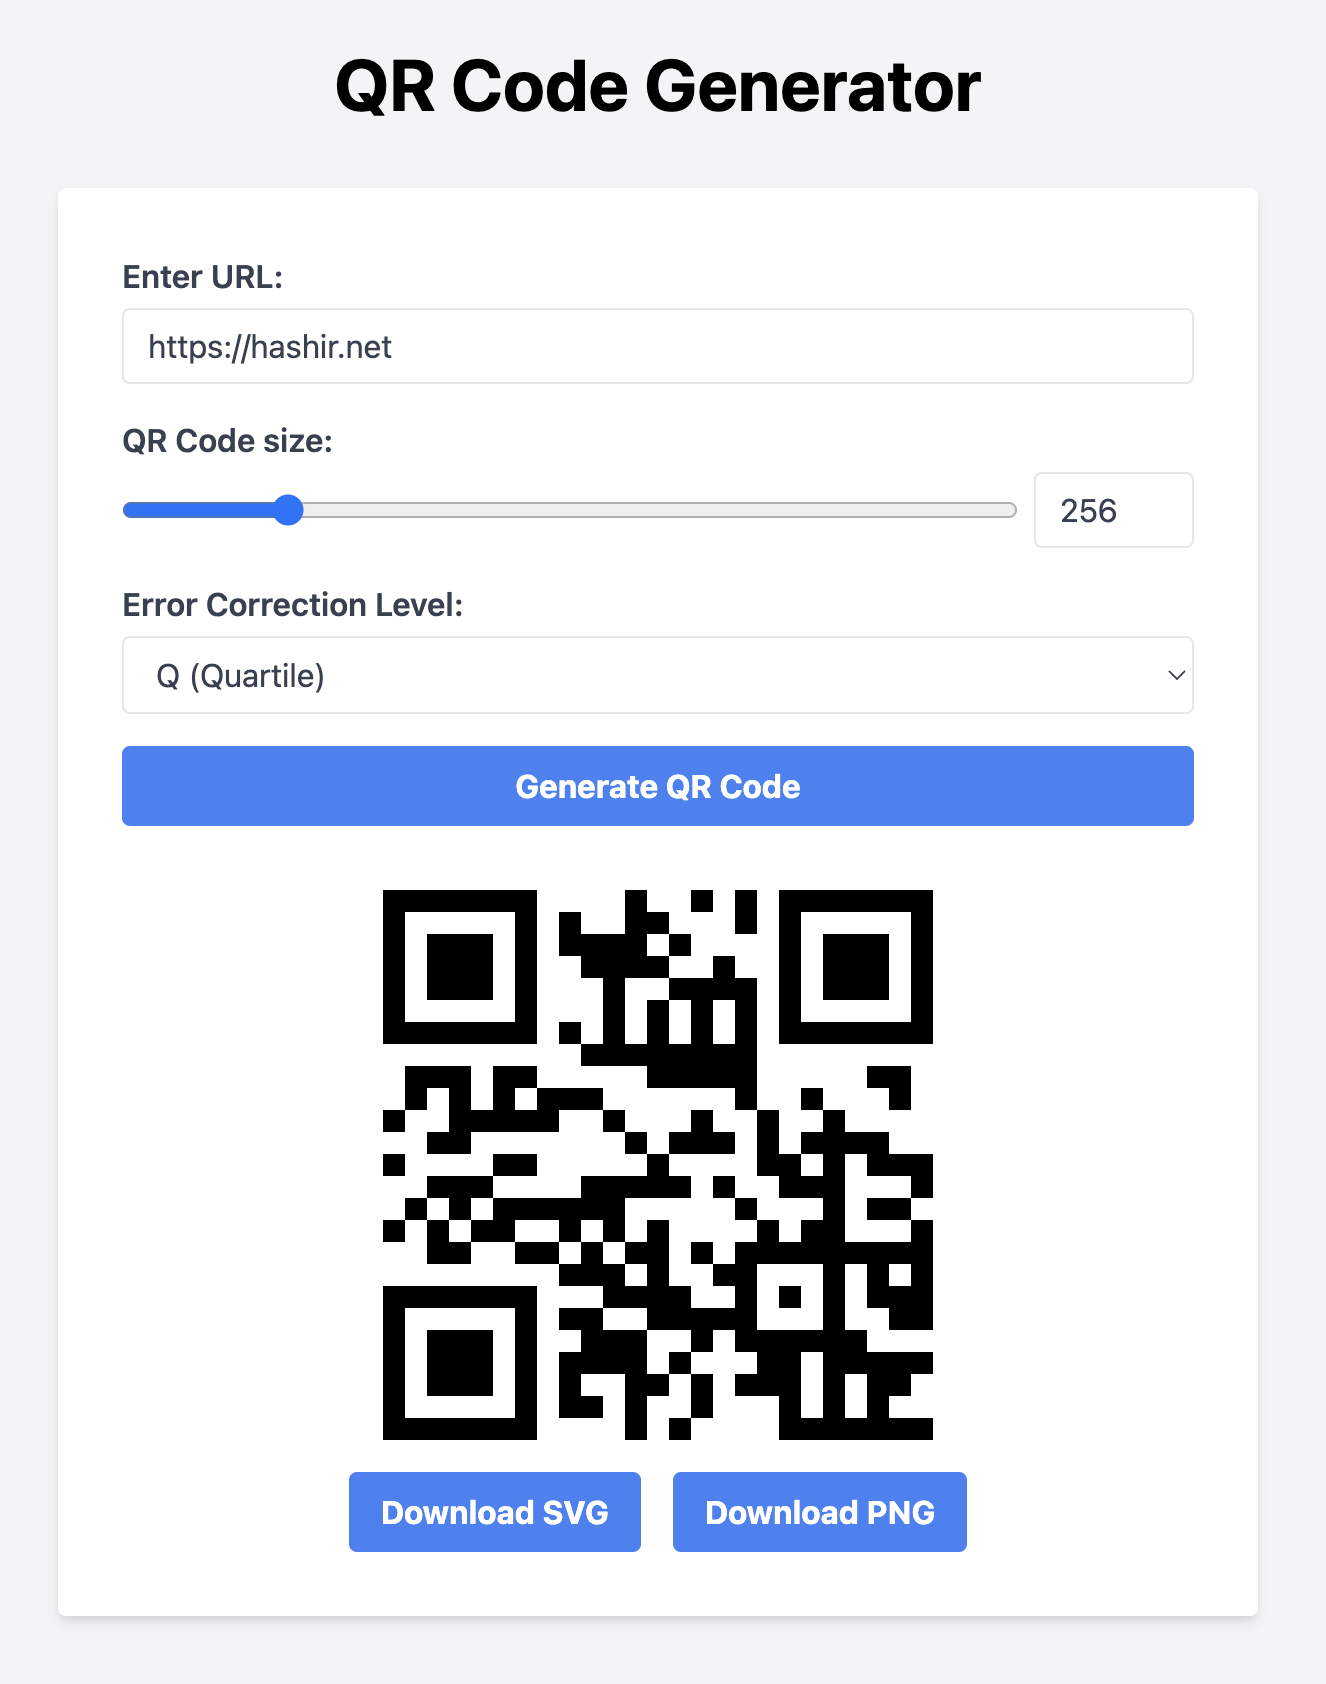 QR Code Generator
Enter URL:
https://hashir.net
QR Code size:
256
Error Correction Level:
Q (Quartile)
Generate QR Code
Download SVG
Download PNG